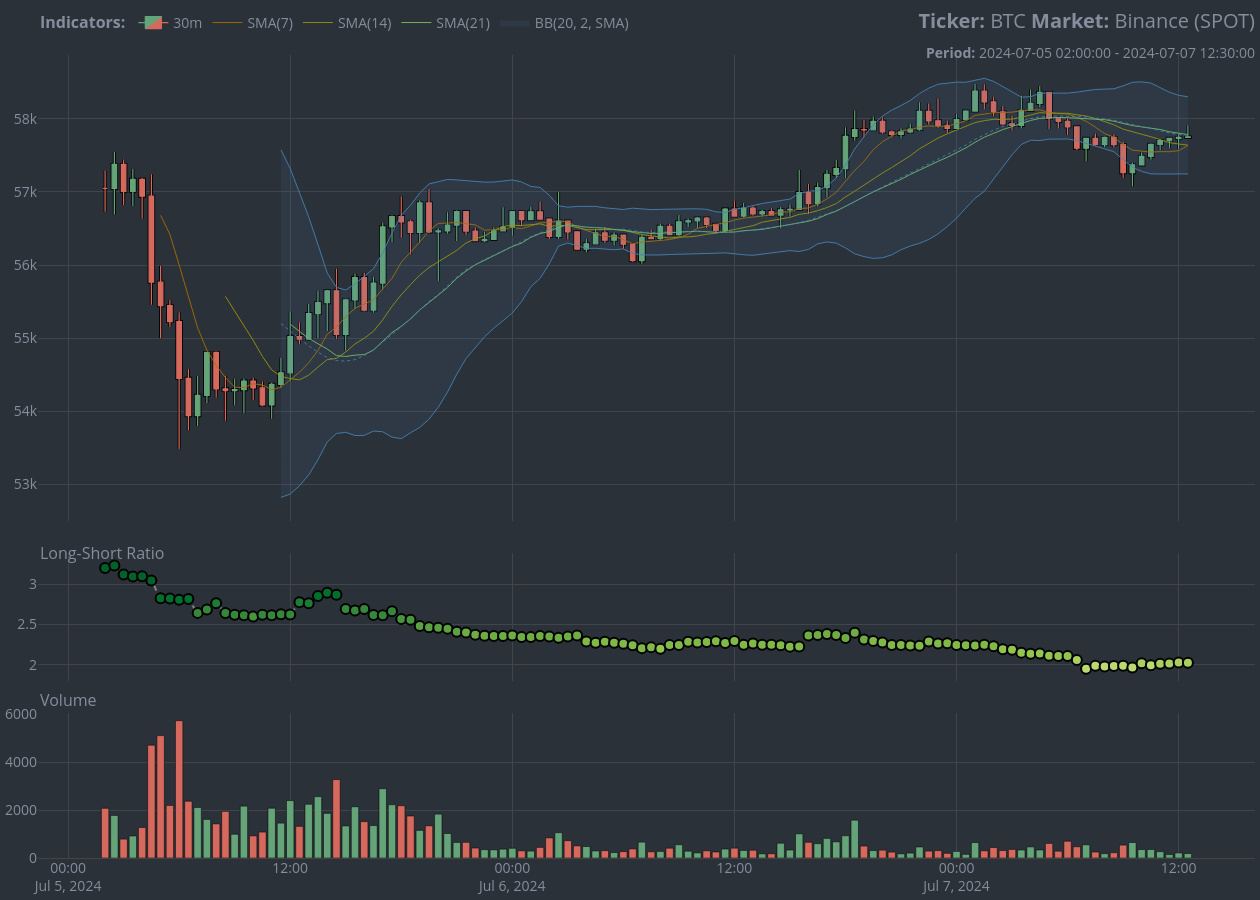 Indicators: 30m SMA(7) SMA(14) SMA(21) BB(20, 2, SMA)
Ticker: BTC Market: Binance (SPOT)
Period: 2024-07-05 02:00:00 - 2024-07-07 12:30:00
58k
57k
56k
55k
54k
53k
Long-Short Ratio
3
2.5
2
Volume
6000
4000
2000
0
00:00 12:00 00:00 12:00 00:00 12:00
Jul 5, 2024 Jul 6, 2024 Jul 7, 2024